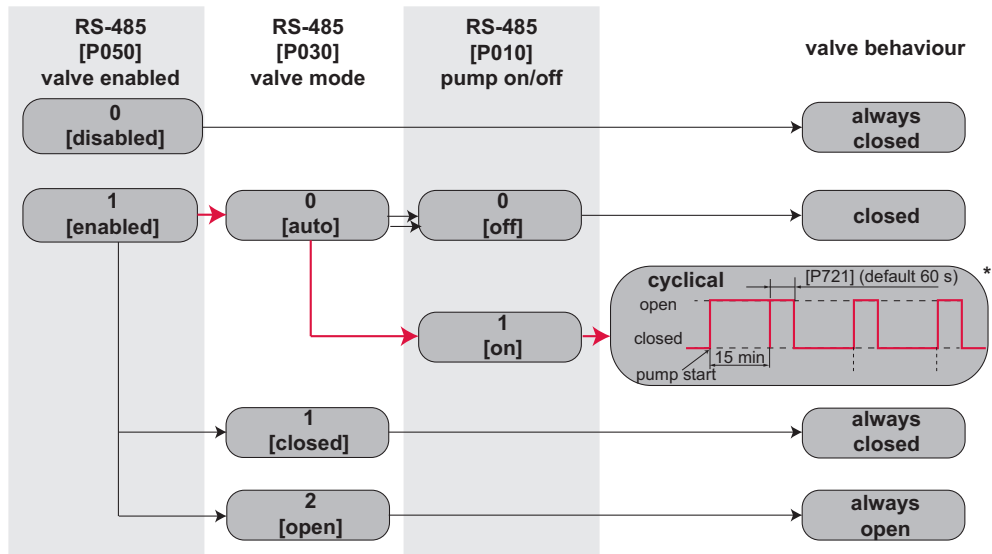 RS-485
[P050]
valve enabled
RS-485
[P030]
valve mode
RS-485
[P010]
pump on/off
valve behaviour
0
[disabled]
always
closed
1
[enabled]
0
[auto]
0
[off]
closed
cyclical
[P721] (default 60 s)
*
open
closed
15 min
pump start
1
[on]
1
[closed]
always
closed
2
[open]
always
open